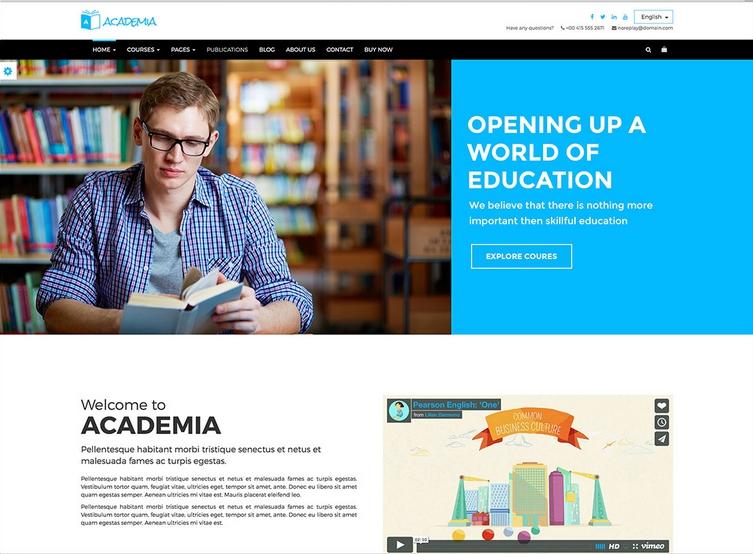 A ACADEMIA
English
Have any questions? +00 415 555 2671 noreplay@domain.com
HOME COURSES PAGES PUBLICATIONS BLOG ABOUT US CONTACT BUY NOW
OPENING UP A
WORLD OF
EDUCATION
We believe that there is nothing more
important then skillful education
EXPLORE COURES
Welcome to
ACADEMIA
Pellentesque habitant morbi tristique senectus et netus et
malesuada fames ac turpis egestas.
Pellentesque habitant morbi tristique senectus et netus et malesuada fames ac turpis egestas.
Vestibulum tortor quam, feugiat vitae, ultricies eget, tempor sit amet, ante. Donec eu libero sit amet
quam egestas semper. Aenean ultricies mi vitae est. Mauris placerat eleifend leo.
Pellentesque habitant morbi tristique senectus et netus et malesuada fames ac turpis egestas.
Vestibulum tortor quam, feugiat vitae, ultricies eget, tempor sit amet, ante. Donec eu libero sit amet
quam egestas semper. Aenean ultricies mi vitae est.
Pearson English: 'One'
from
COMMON
BUSINESS CULTURE
02:10
HD vimeo